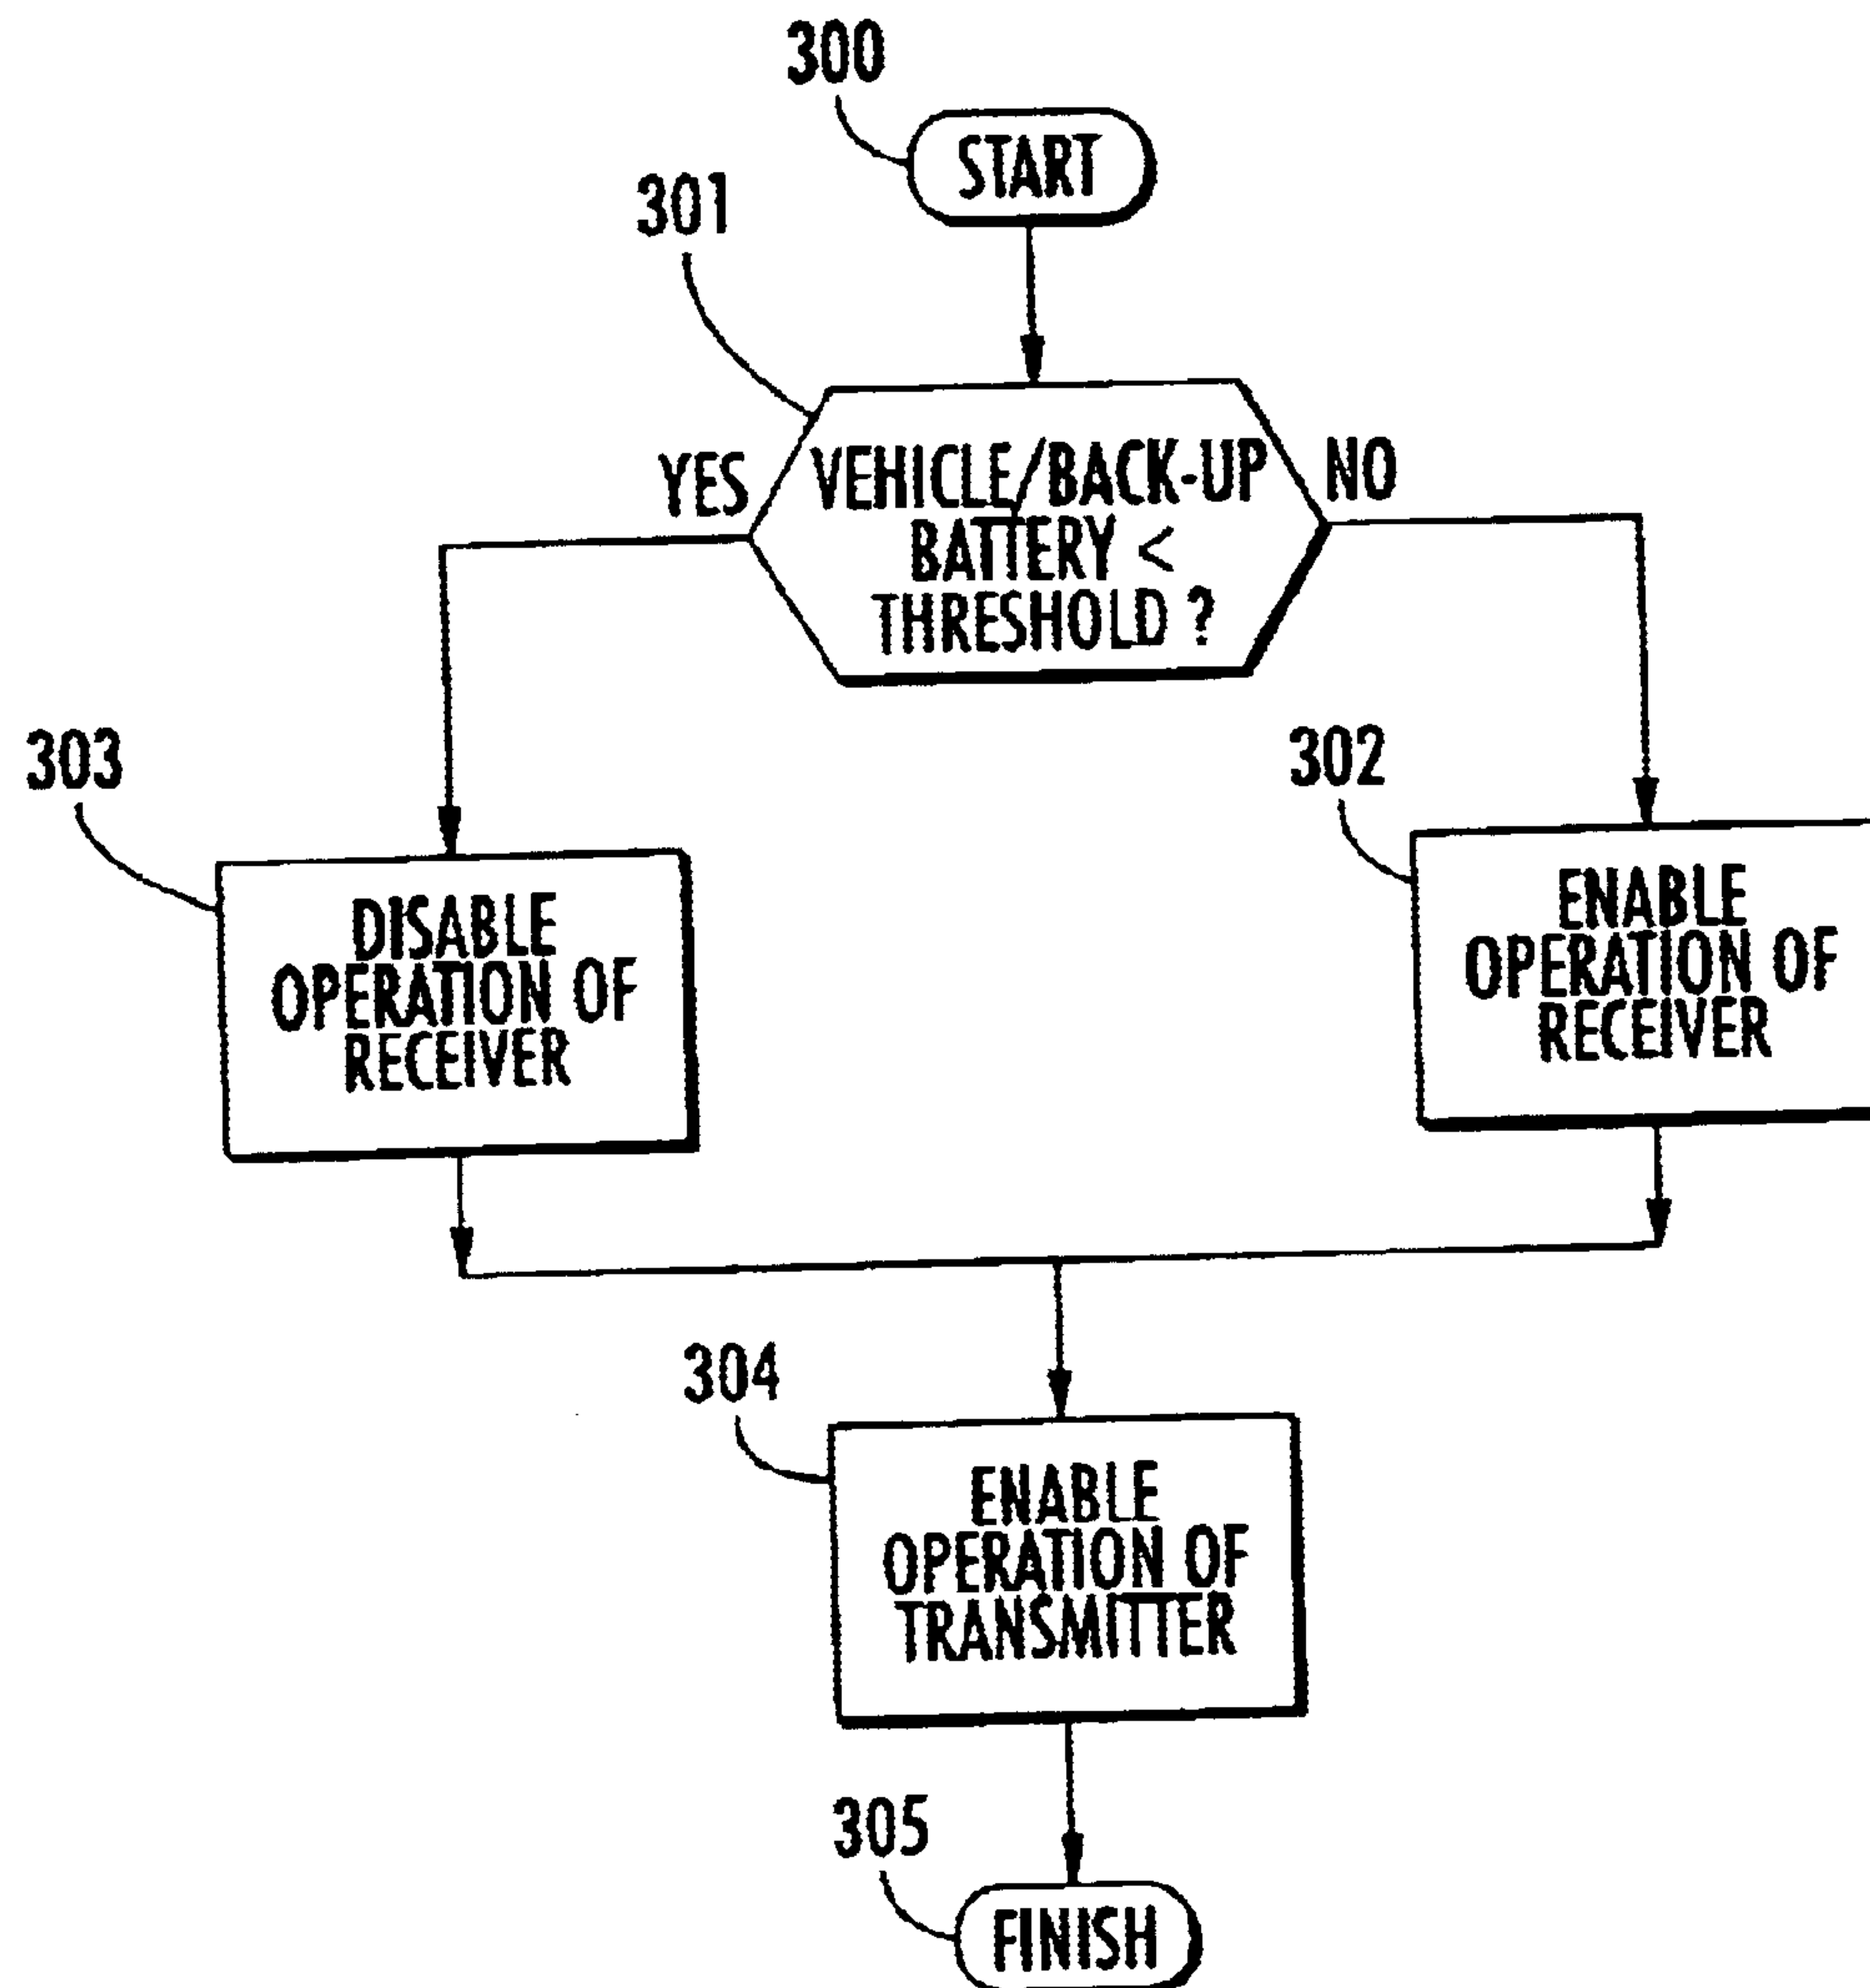 300
START
301
YES
VEHICLE/BACK-UP
BATTERY <
THRESHOLD ?
NO
303
302
DISABLE
OPERATION OF
RECEIVER
ENABLE
OPERATION OF
RECEIVER
304
ENABLE
OPERATION OF
TRANSMITTER
305
FINISH